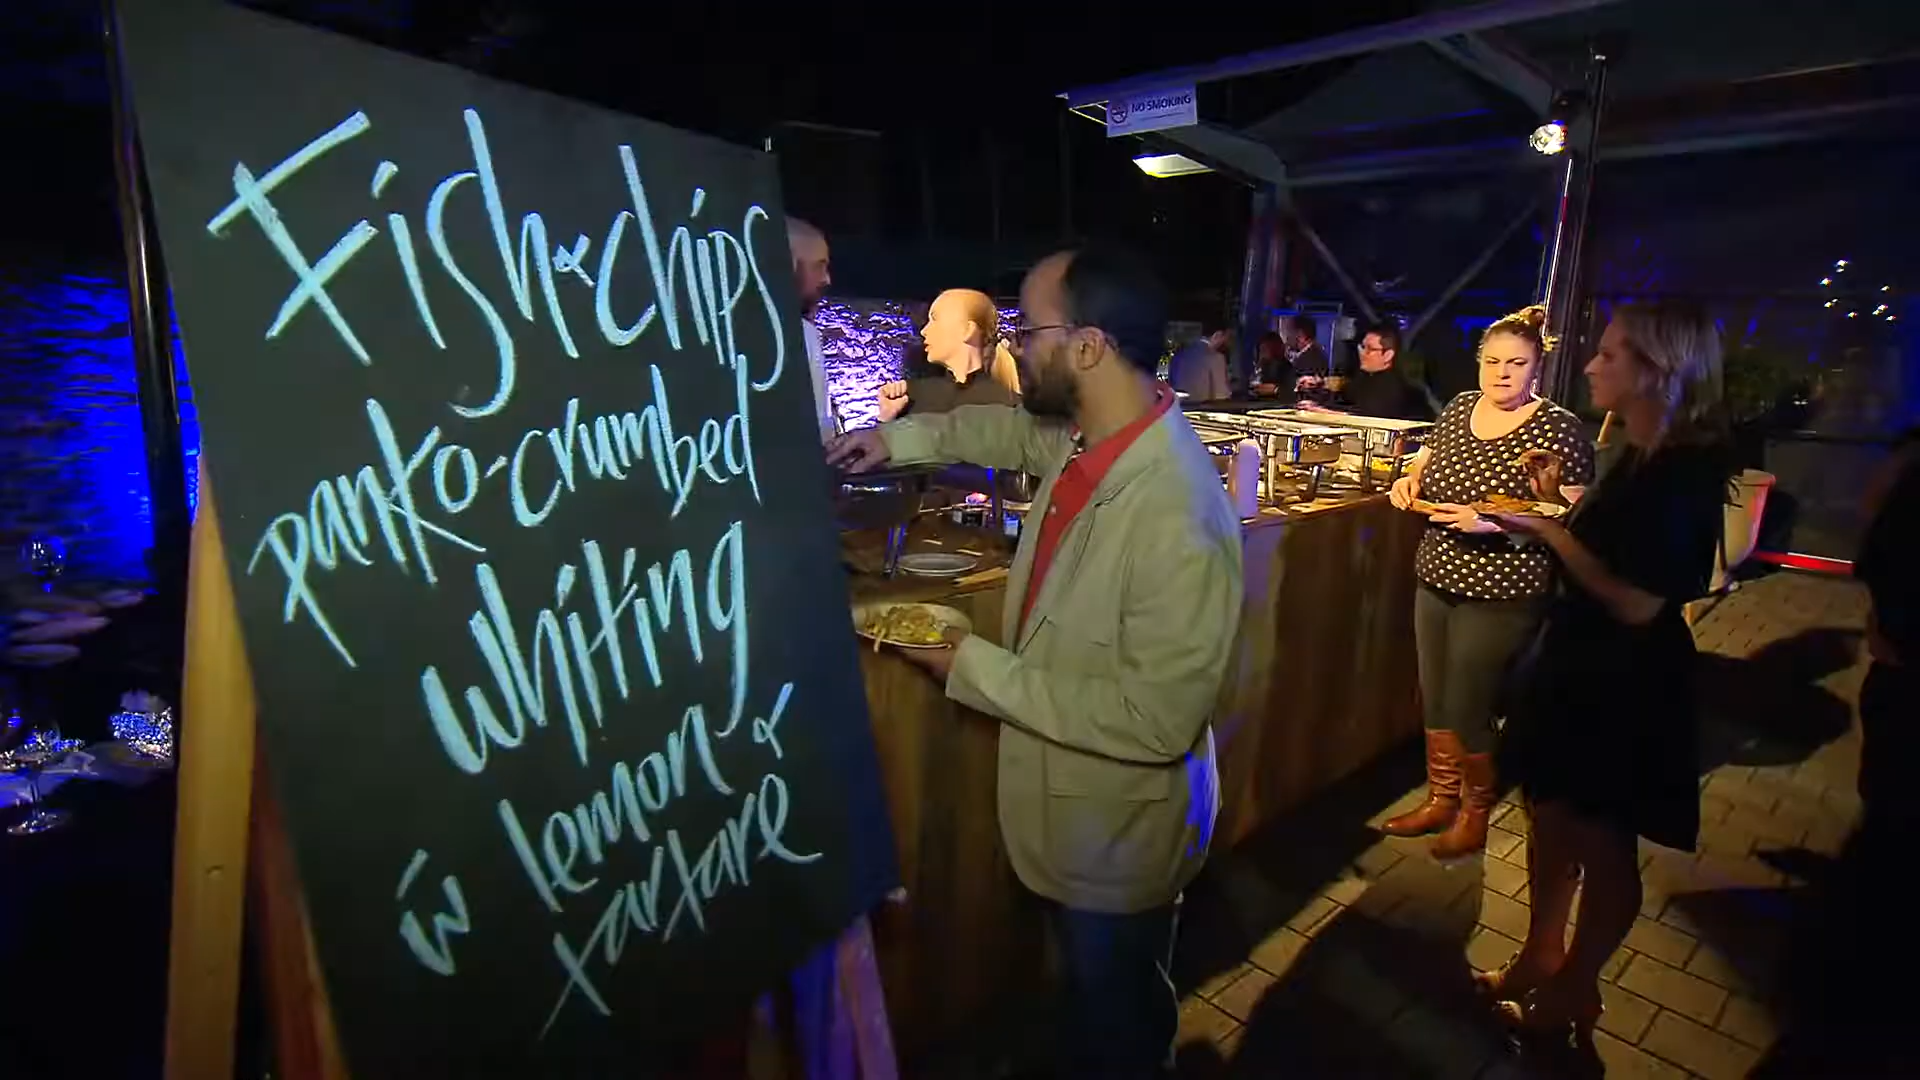 Fish & chips
panko-crumbed
whiting
w lemon &
tartare
NO SMOKING